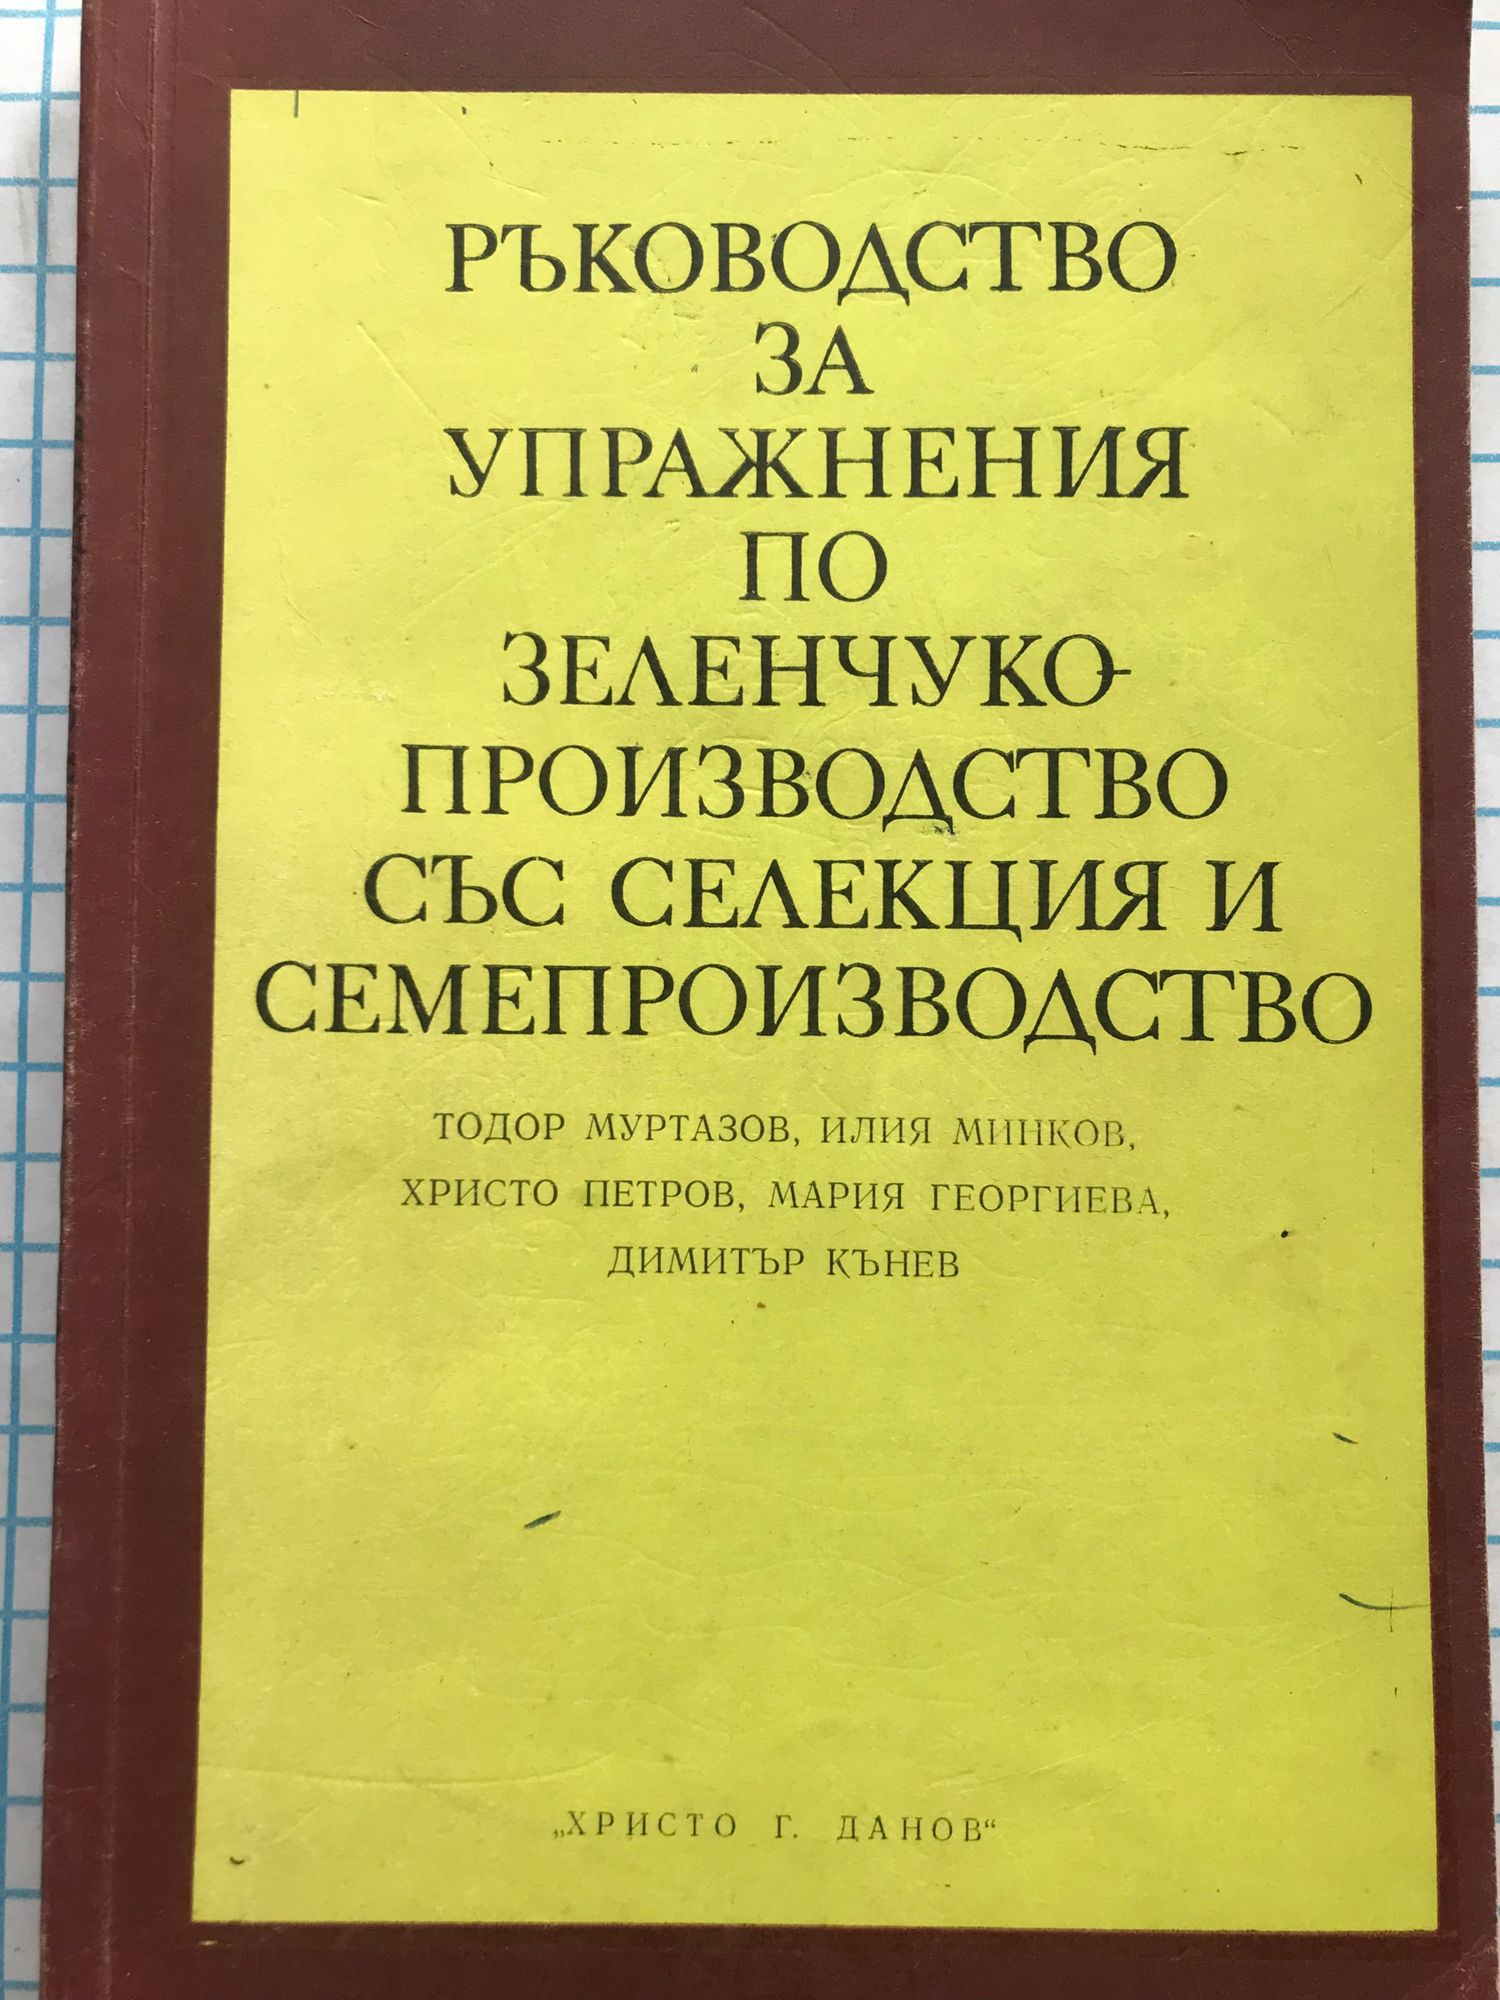 РЪКОВОДСТВО
ЗА
УПРАЖНЕНИЯ
ПО
ЗЕЛЕНЧУКО-
ПРОИЗВОДСТВО
СЪС СЕЛЕКЦИЯ И
СЕМЕПРОИЗВОДСТВО
ТОДОР МУРТАЗОВ, ИЛИЯ МИНКОВ,
ХРИСТО ПЕТРОВ, МАРИЯ ГЕОРГИЕВА,
ДИМИТЪР КЪНЕВ
„ХРИСТО Г. ДАНОВ“